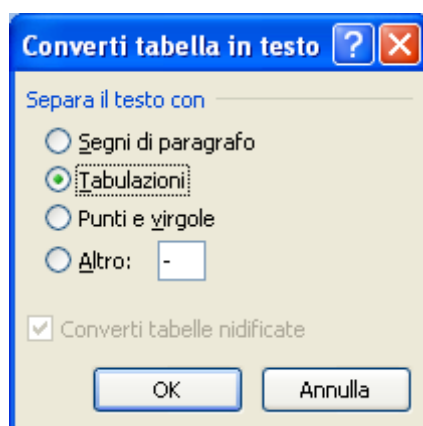 Converti tabella in testo ?
Separa il testo con
Segni di paragrafo
Tabulazioni
Punti e virgole
Altro: -
Converti tabelle nidificate
OK Annulla